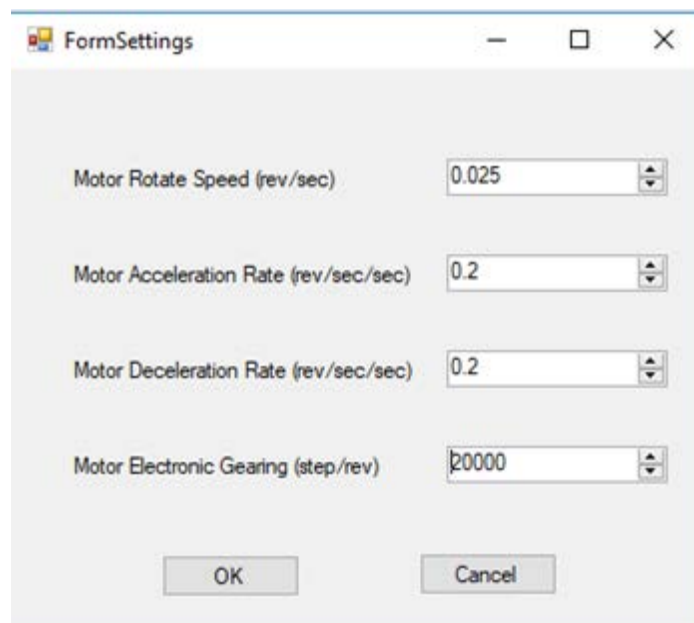 FormSettings
Motor Rotate Speed (rev/sec) 0.025
Motor Acceleration Rate (rev/sec/sec) 0.2
Motor Deceleration Rate (rev/sec/sec) 0.2
Motor Electronic Gearing (step/rev) 20000
OK Cancel